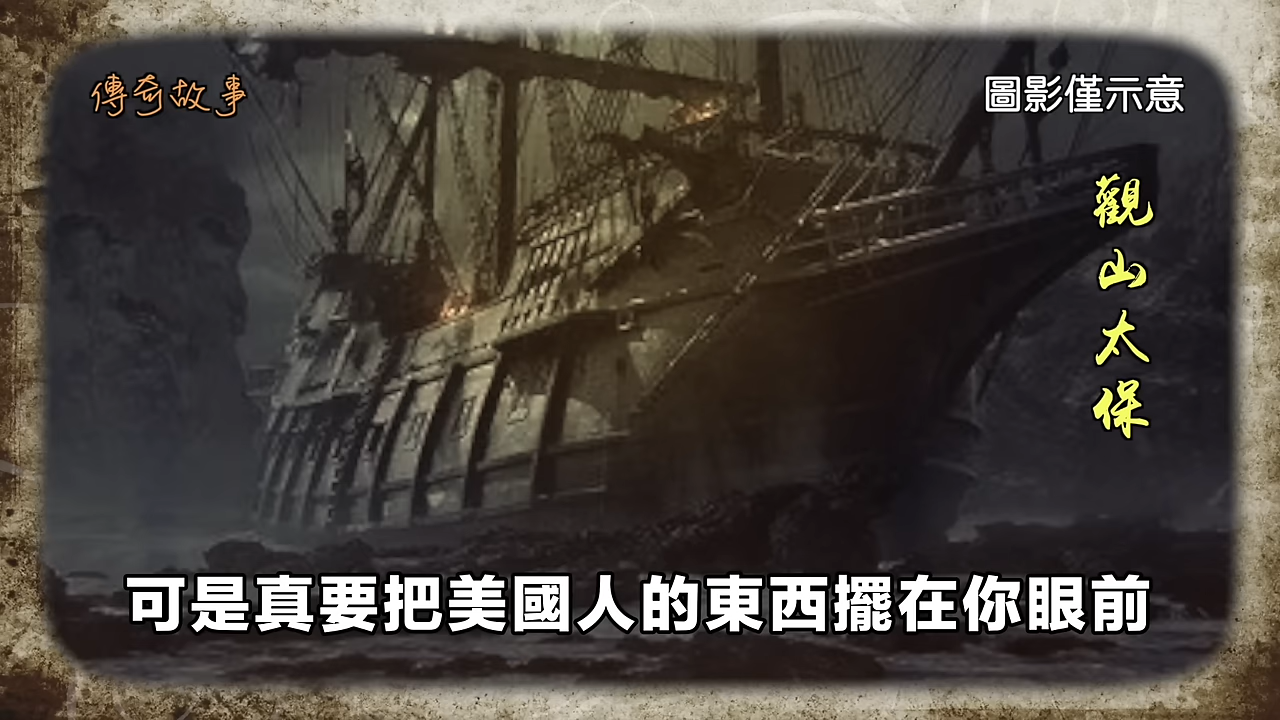 傳奇故事
圖影僅示意
觀山太保
可是真要把美國人的東西擺在你眼前